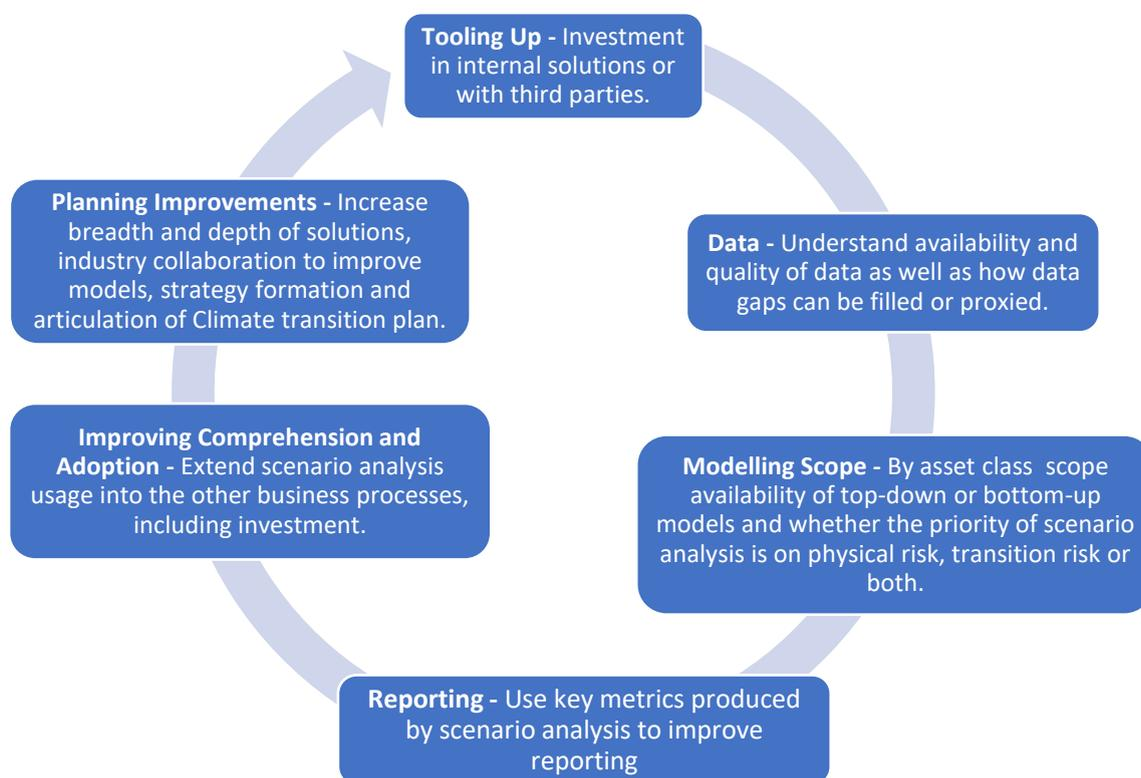 Tooling Up - Investment
in internal solutions or
with third parties.
Data - Understand availability and
quality of data as well as how data
gaps can be filled or proxied.
Modelling Scope - By asset class  scope
availability of top-down or bottom-up
models and whether the priority of scenario
analysis is on physical risk, transition risk or
both.
Reporting - Use key metrics produced
by scenario analysis to improve
reporting
Improving Comprehension and
Adoption - Extend scenario analysis
usage into the other business processes,
including investment.
Planning Improvements - Increase
breadth and depth of solutions,
industry collaboration to improve
models, strategy formation and
articulation of Climate transition plan.